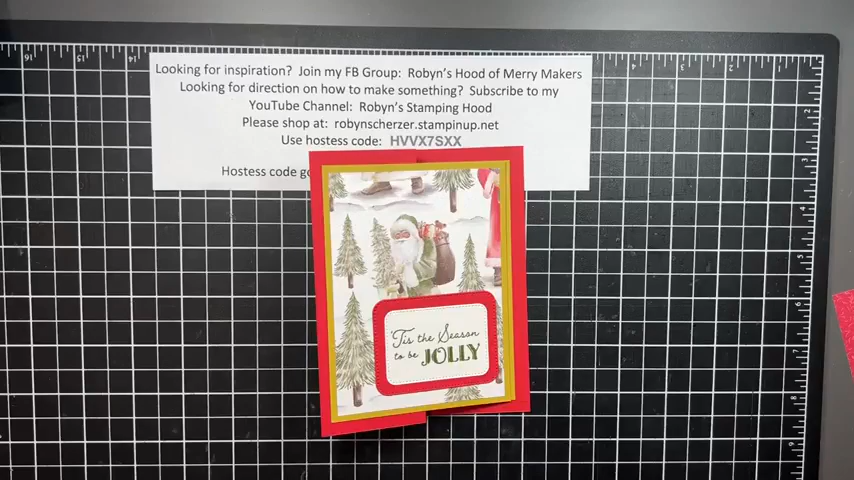 Looking for inspiration? Join my FB Group: Robyn's Hood of Merry Makers
Looking for direction on how to make something? Subscribe to my
YouTube Channel: Robyn's Stamping Hood
Please shop at: robynscherzer.stampinup.net
Use hostess code: HVVX7SXX
Hostess code
'Tis the Season
to be JOLLY